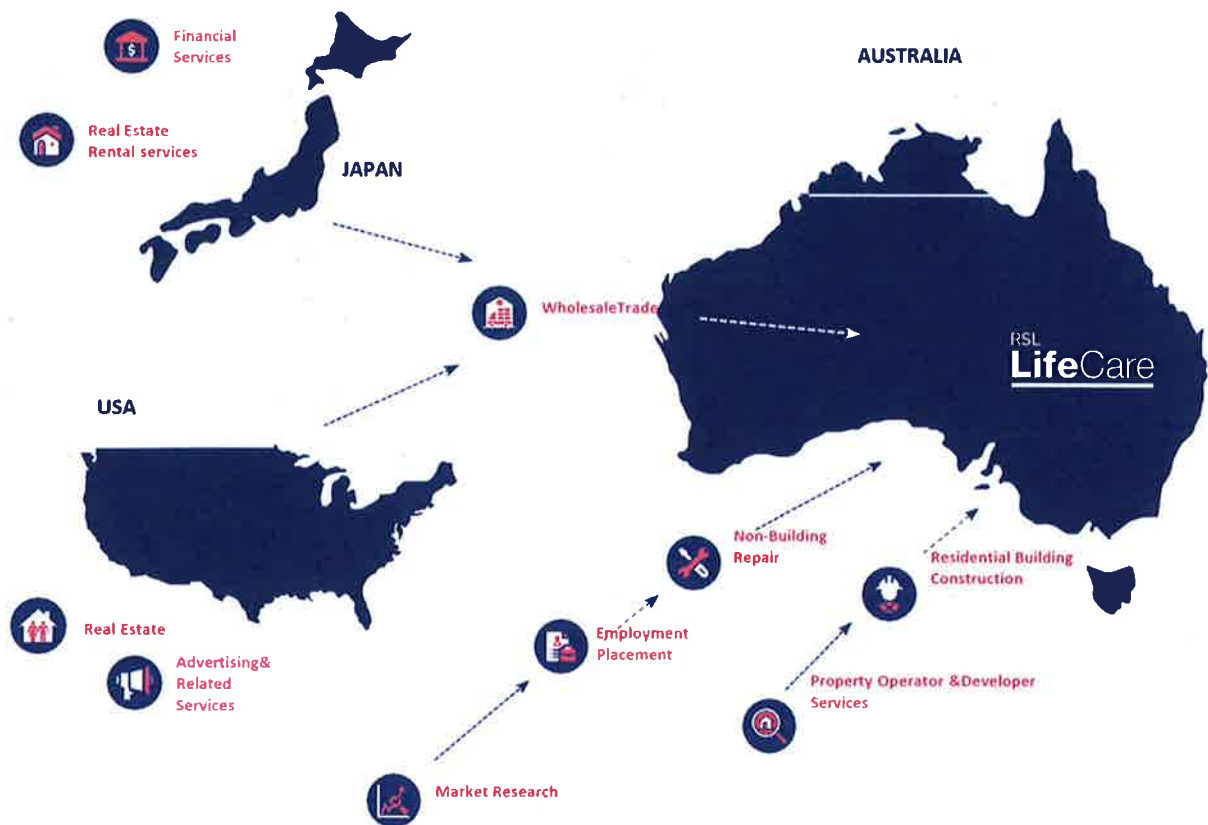 Financial
Services
AUSTRALIA
Real Estate
Rental services
JAPAN
WholesaleTrade
RSL
LifeCare
USA
Non-Building
Repair
Residential Building
Construction
Real Estate
Employment
Placement
Advertising&
Related
Services
Property Operator &Developer
Services
Market Research